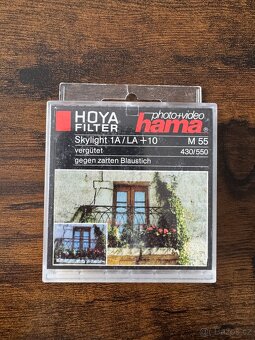 HOYA
FILTER
photo+video
hama®
Skylight 1A/LA+10
M 55
vergütet
430/550
gegen zarten Blaustich